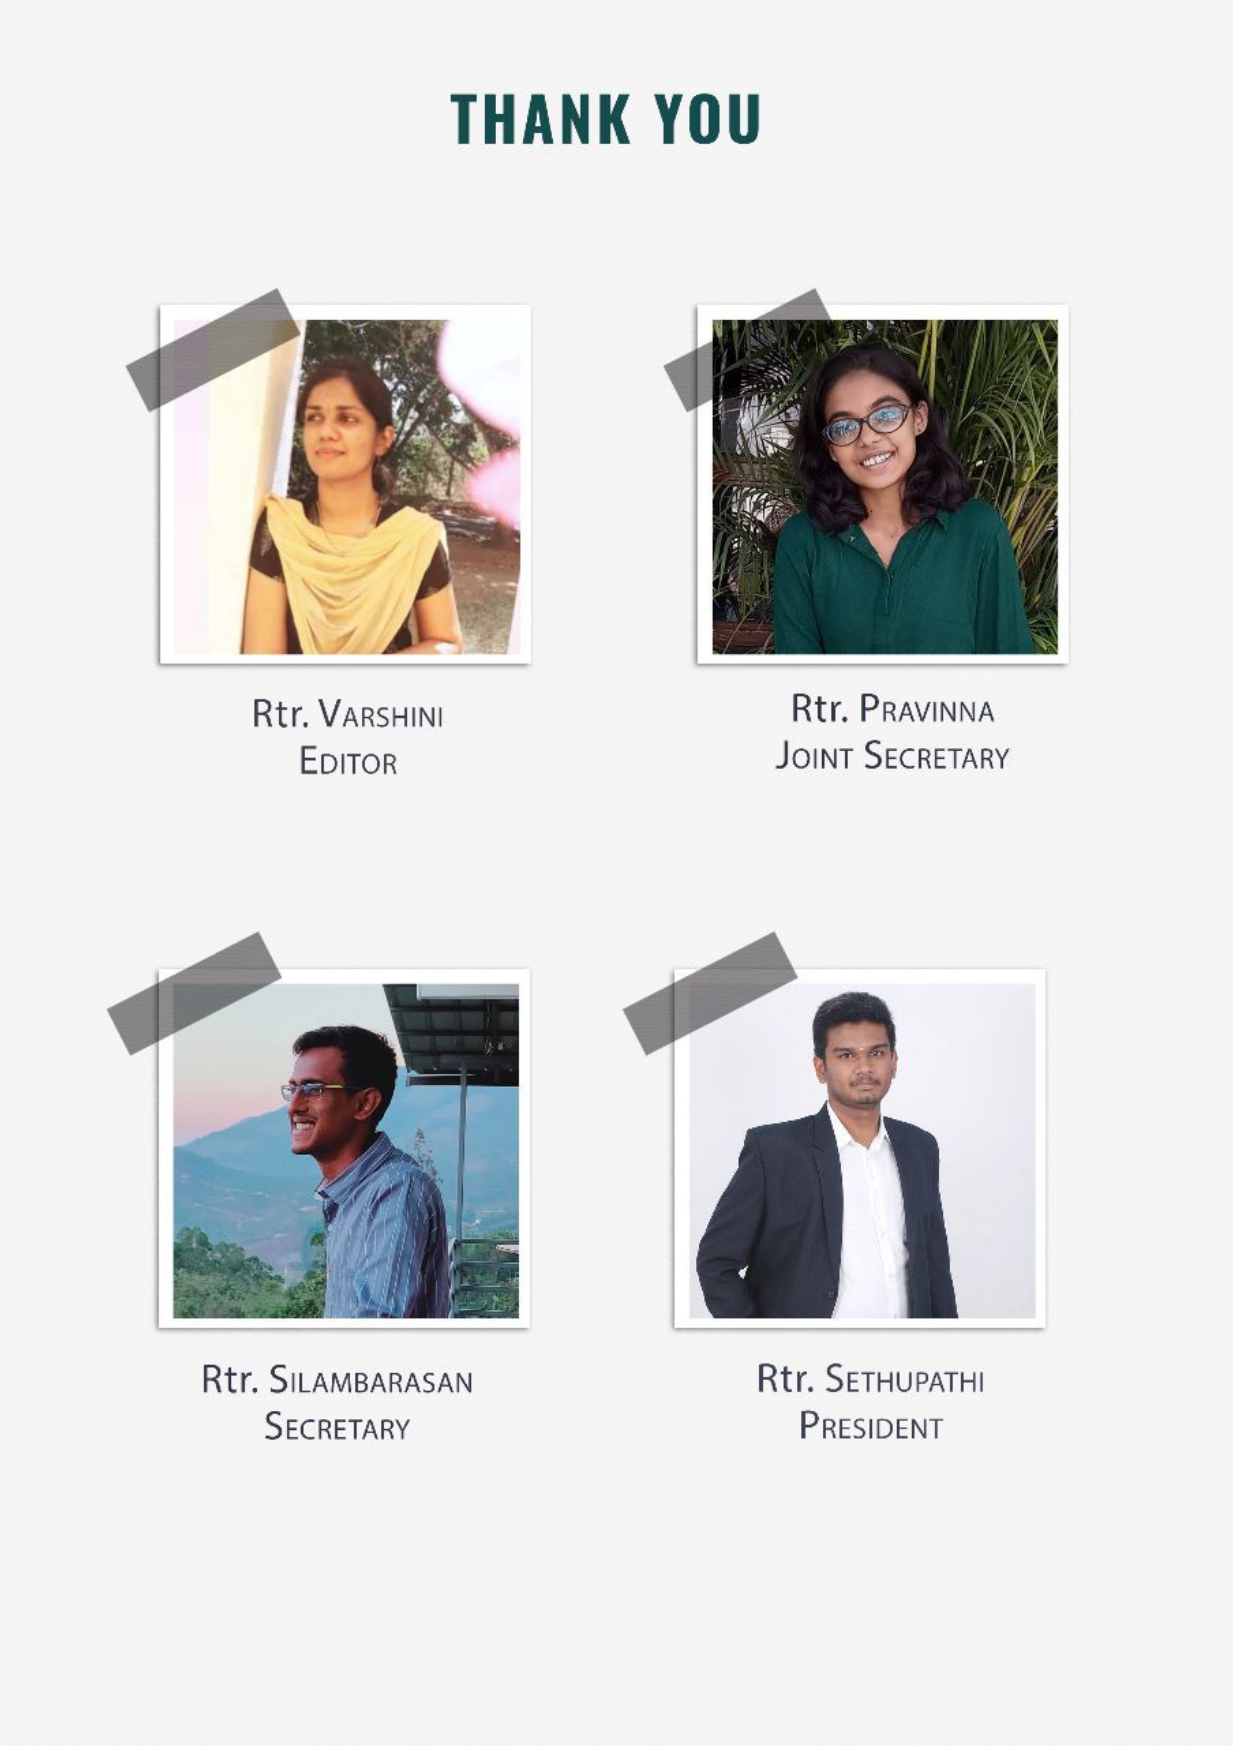 THANK YOU
Rtr. Varshini
Editor
Rtr. Pravinna
Joint Secretary
Rtr. Silambarasan
Secretary
Rtr. Sethupathi
President